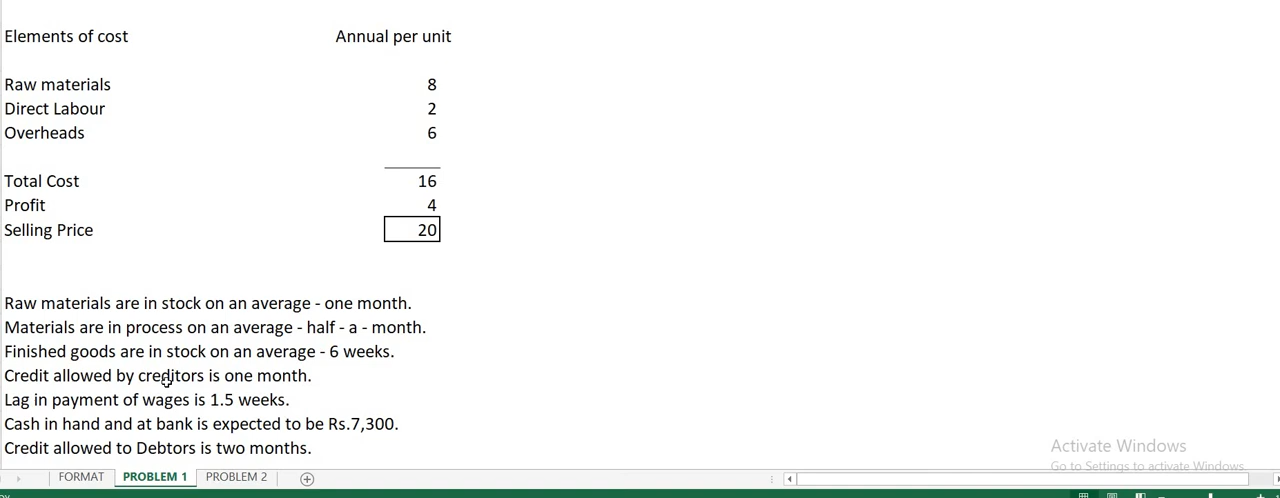 Elements of cost Annual per unit
Raw materials 8
Direct Labour 2
Overheads 6
Total Cost 16
Profit 4
Selling Price 20
Raw materials are in stock on an average - one month.
Materials are in process on an average - half - a - month.
Finished goods are in stock on an average - 6 weeks.
Credit allowed by creditors is one month.
Lag in payment of wages is 1.5 weeks.
Cash in hand and at bank is expected to be Rs.7,300.
Credit allowed to Debtors is two months.
Activate Windows
Go to Settings to activate Windows.
FORMAT PROBLEM 1 PROBLEM 2